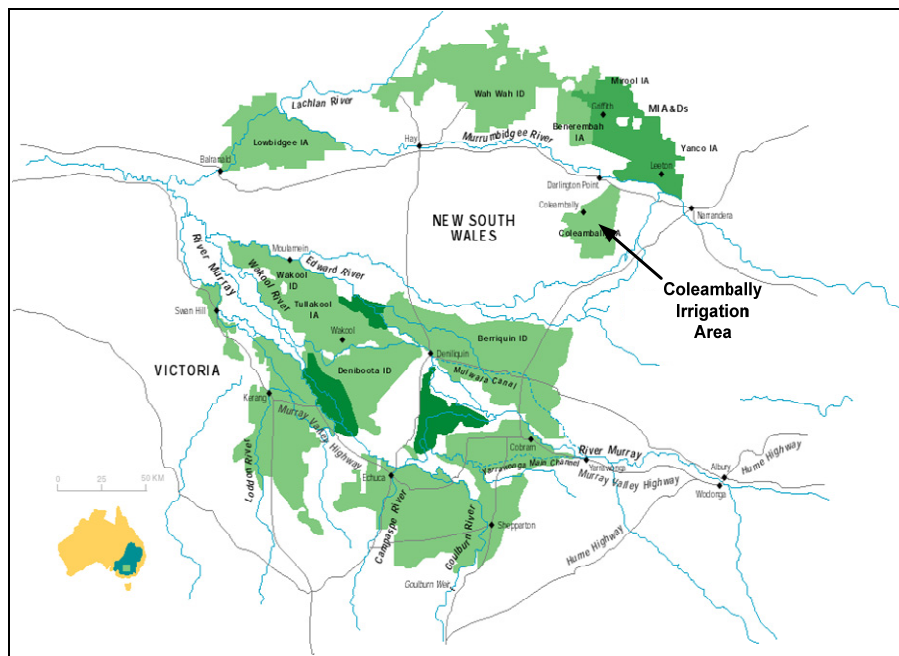 Mirool IA
Wah Wah ID
Lachlan River
Griffith
MIA&Ds
Hay
Murrumbidgee River
Benerembah
IA
Lowbidgee IA
Yanco IA
Balranald
Leeton
Darlington Point
Coleambally
NEW SOUTH
WALES
Narrandera
Coleambally IA
River Murray
Moulamein
Edward River
Wakool River
Wakool
ID
Coleambally
Irrigation
Area
Tullakool
IA
Swan Hill
Wakool
Berriquin ID
Deniliquin
VICTORIA
Deniboota ID
Mulwara Canal
Kerang
Murray Valley Highway
Cobram
River Murray
Yarrawonga Main Channel
Yarrawonga
Murray Valley Highway
Albury
Hume Highway
Wodonga
Loddon River
Echuca
0 25 50 KM
Campaspe River
Goulburn River
Shepparton
Hume Highway
Goulburn Weir